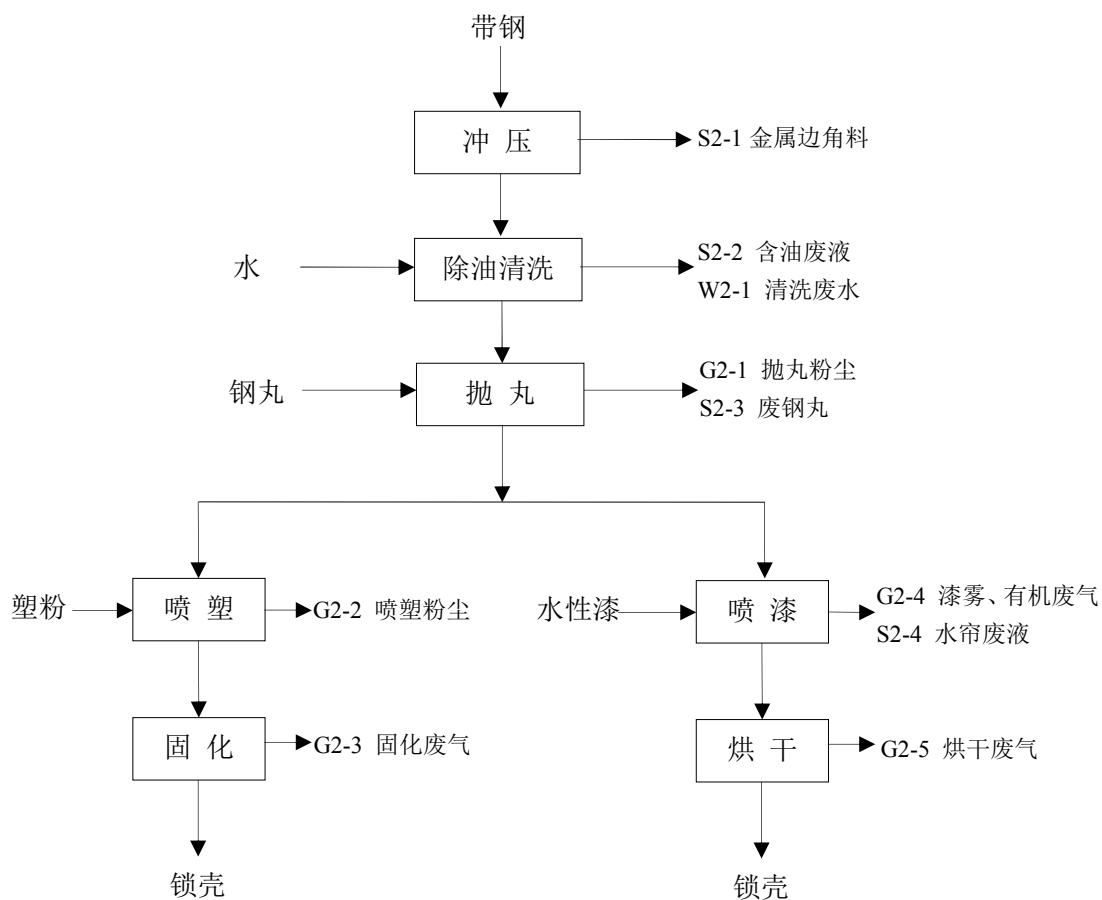 带钢
冲 压
S2-1 金属边角料
水
除油清洗
S2-2 含油废液
W2-1 清洗废水
钢丸
抛 丸
G2-1 抛丸粉尘
S2-3 废钢丸
塑粉
喷 塑
G2-2 喷塑粉尘
水性漆
喷 漆
G2-4 漆雾、有机废气
S2-4 水帘废液
固 化
G2-3 固化废气
烘 干
G2-5 烘干废气
锁壳
锁壳